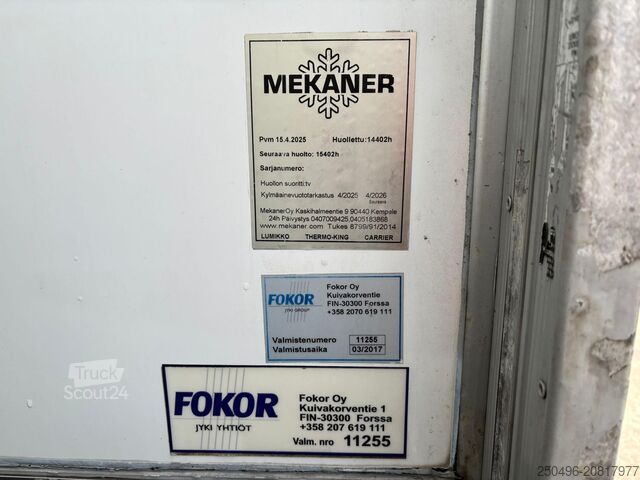 MEKANER
Pvm 15.4.2025 Huollettu:14402h
Seuraava huolto: 15402h
Sarjanumero:
Huollon suoritti:tv
Kylmäainevuototarkastus 4/2025 4/2026
Seuraava
MekanerOy Kaskihalmeentie 9 90440 Kempele
24h Päivystys 0407009425,0405183868
www.mekaner.com Tukes 8799/91/2014
LUMIKKO THERMO-KING CARRIER
FOKOR
JYKI GROUP
Fokor Oy
Kuivakorventie
FIN-30300 Forssa
+358 2070 619 111
Valmistenumero 11255
Valmistusaika 03/2017
FOKOR
JYKI YHTIÖT
Fokor Oy
Kuivakorventie 1
FIN-30300 Forssa
+358 207 619 111
Valm. nro 11255
Truck
Scout24
250496-20817977